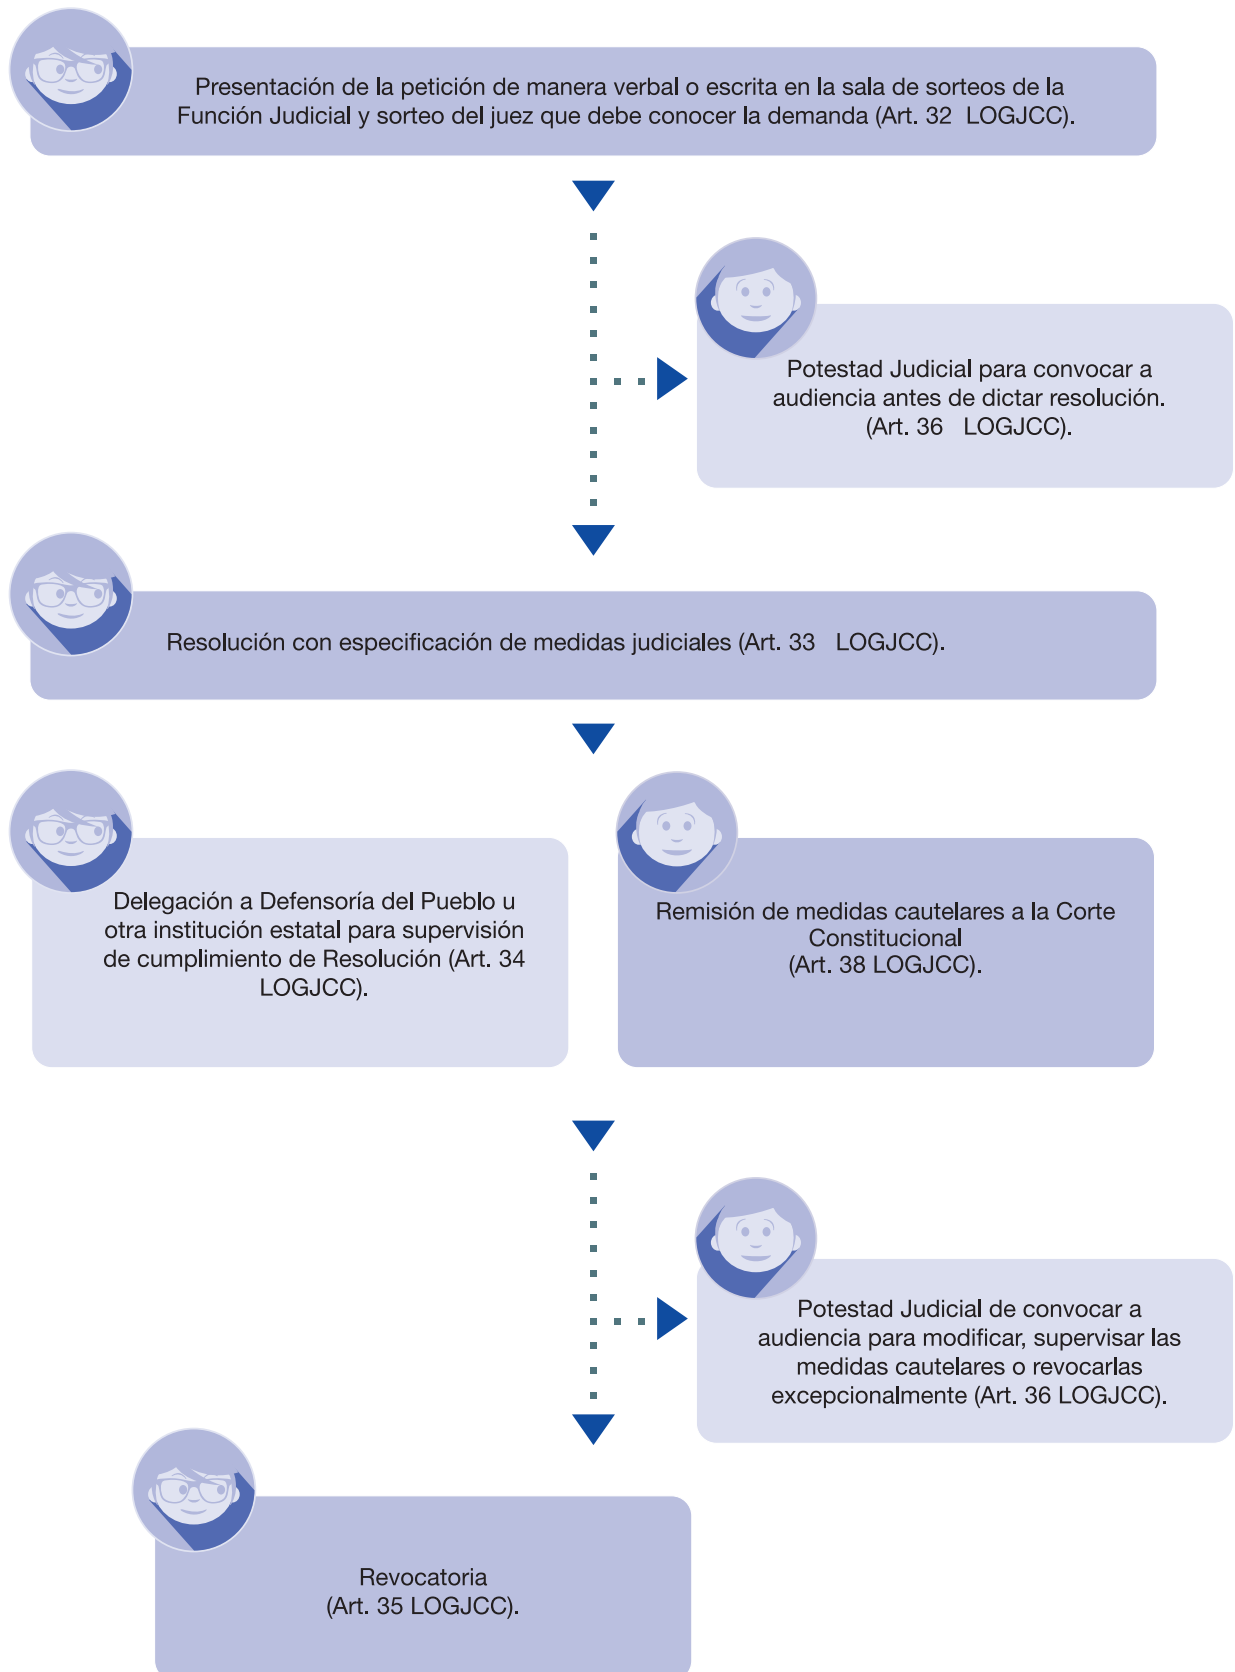 Presentación de la petición de manera verbal o escrita en la sala de sorteos de la
Función Judicial y sorteo del juez que debe conocer la demanda (Art. 32 LOGJCC).
Potestad Judicial para convocar a
audiencia antes de dictar resolución.
(Art. 36 LOGJCC).
Resolución con especificación de medidas judiciales (Art. 33 LOGJCC).
Delegación a Defensoría del Pueblo u
otra institución estatal para supervisión
de cumplimiento de Resolución (Art. 34
LOGJCC).
Remisión de medidas cautelares a la Corte
Constitucional
(Art. 38 LOGJCC).
Potestad Judicial de convocar a
audiencia para modificar, supervisar las
medidas cautelares o revocarlas
excepcionalmente (Art. 36 LOGJCC).
Revocatoria
(Art. 35 LOGJCC).